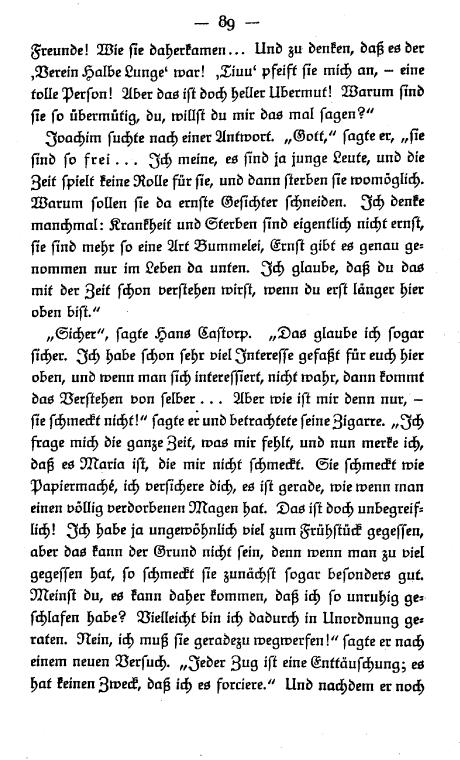 — 89 —
Freunde! Wie sie daherkamen... Und zu denken, daß es der
‚Verein Halbe Lunge‘ war! ‚Tiuu‘ pfeift sie mich an, – eine
tolle Person! Aber das ist doch heller Übermut! Warum sind
sie so übermütig, du, willst du mir das mal sagen?“
Joachim suchte nach einer Antwort. „Gott,“ sagte er, „sie
sind so frei... Ich meine, es sind ja junge Leute, und die
Zeit spielt keine Rolle für sie, und dann sterben sie womöglich.
Warum sollen sie da ernste Gesichter schneiden. Ich denke
manchmal: Krankheit und Sterben sind eigentlich nicht ernst,
sie sind mehr so eine Art Bummelei, Ernst gibt es genau ge-
nommen nur im Leben da unten. Ich glaube, daß du das
mit der Zeit schon verstehen wirst, wenn du erst länger hier
oben bist.“
„Sicher“, sagte Hans Castorp. „Das glaube ich sogar
sicher. Ich habe schon sehr viel Interesse gefaßt für euch hier
oben, und wenn man sich interessiert, nicht wahr, dann kommt
das Verstehen von selber... Aber wie ist mir denn nur, –
sie schmeckt nicht!“ sagte er und betrachtete seine Zigarre. „Ich
frage mich die ganze Zeit, was mir fehlt, und nun merke ich,
daß es Maria ist, die mir nicht schmeckt. Sie schmeckt wie
Papiermaché, ich versichere dich, es ist gerade, wie wenn man
einen völlig verdorbenen Magen hat. Das ist doch unbegreif-
lich! Ich habe ja ungewöhnlich viel zum Frühstück gegessen,
aber das kann der Grund nicht sein, denn wenn man zu viel
gegessen hat, so schmeckt sie zunächst sogar besonders gut.
Meinst du, es kann daher kommen, daß ich so unruhig ge-
schlafen habe? Vielleicht bin ich dadurch in Unordnung ge-
raten. Nein, ich muß sie geradezu wegwerfen!“ sagte er nach
einem neuen Versuch. „Jeder Zug ist eine Enttäuschung; es
hat keinen Zweck, daß ich es forciere.“ Und nachdem er noch